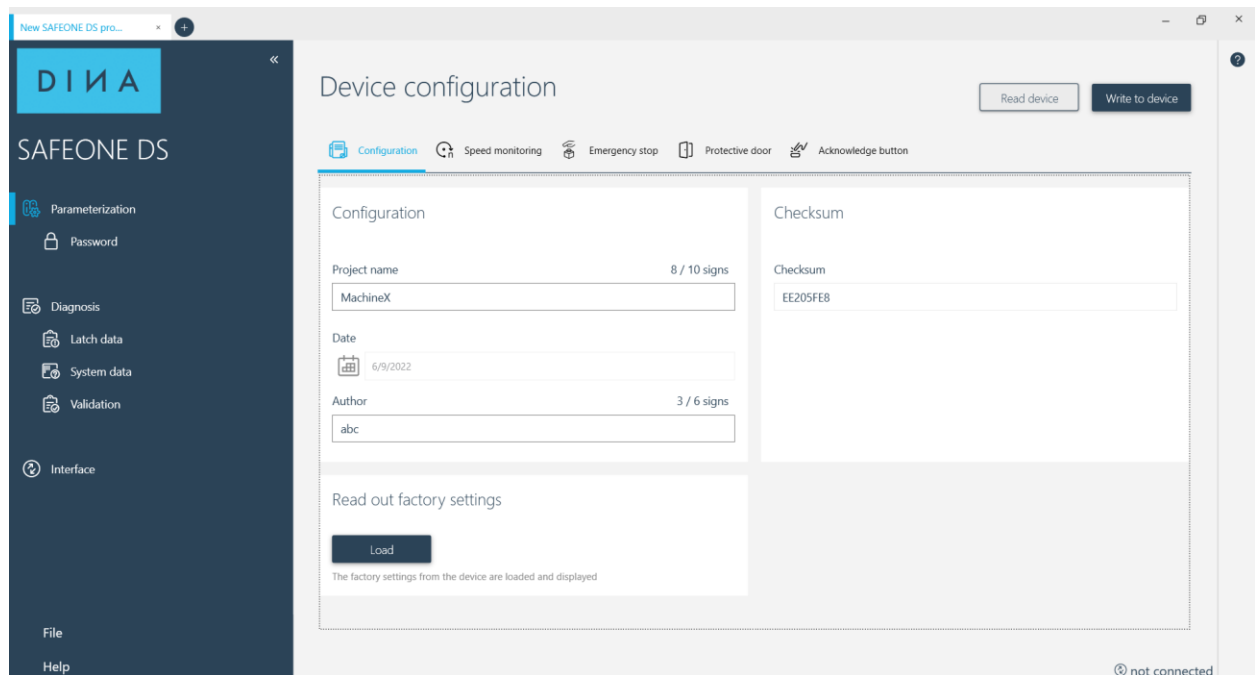 New SAFEONE DS pro...
DINA
SAFEONE DS
Parameterization
Password
Diagnosis
Latch data
System data
Validation
Interface
File
Help
Device configuration
Read device
Write to device
Configuration
Speed monitoring
Emergency stop
Protective door
Acknowledge button
Configuration
Project name 8 / 10 signs
MachineX
Date
6/9/2022
Author 3 / 6 signs
abc
Checksum
Checksum
EE205FE8
Read out factory settings
Load
The factory settings from the device are loaded and displayed
not connected